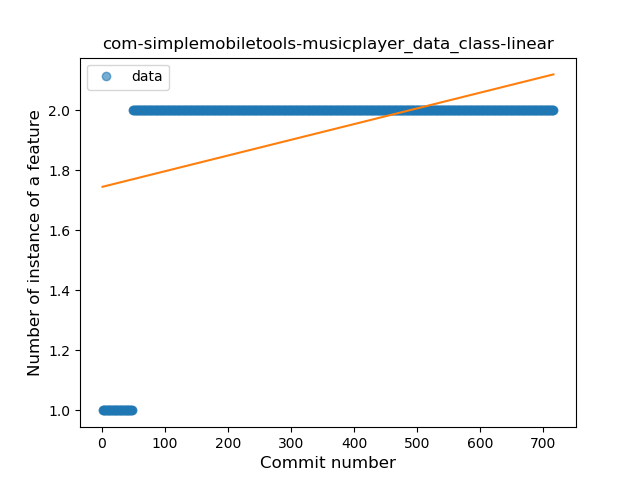 com-simplemobiletools-musicplayer_data_class-linear
data
Number of instance of a feature
2.0
1.8
1.6
1.4
1.2
1.0
0 100 200 300 400 500 600 700
Commit number